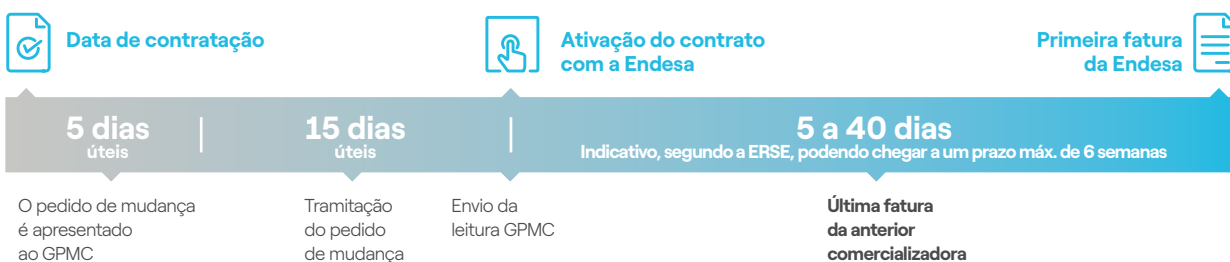 Data de contratação
Ativação do contrato
com a Endesa
Primeira fatura
da Endesa
5 dias
úteis
15 dias
úteis
5 a 40 dias
Indicativo, segundo a ERSE, podendo chegar a um prazo máx. de 6 semanas
O pedido de mudança
é apresentado
ao GPMC
Tramitação
do pedido
de mudança
Envio da
leitura GPMC
Última fatura
da anterior
comercializadora